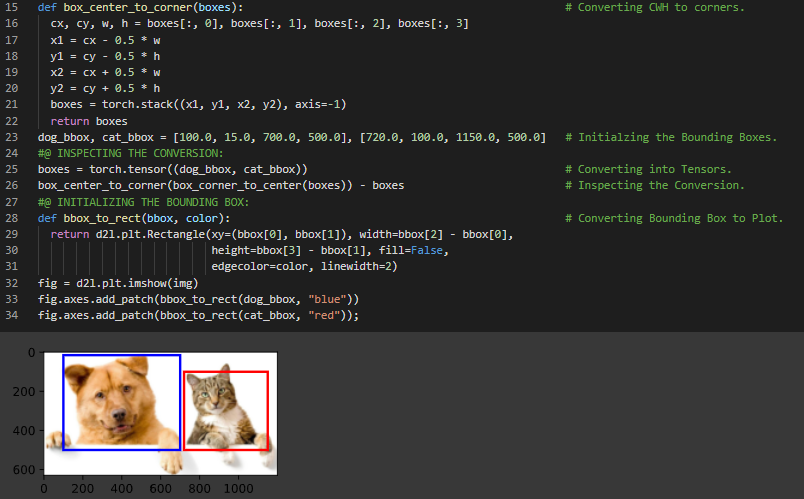 15 def box_center_to_corner(boxes): # Converting CWH to corners.
16 cx, cy, w, h = boxes[:, 0], boxes[:, 1], boxes[:, 2], boxes[:, 3]
17 x1 = cx - 0.5 * w
18 y1 = cy - 0.5 * h
19 x2 = cx + 0.5 * w
20 y2 = cy + 0.5 * h
21 boxes = torch.stack((x1, y1, x2, y2), axis=-1)
22 return boxes
23 dog_bbox, cat_bbox = [100.0, 15.0, 700.0, 500.0], [720.0, 100.0, 1150.0, 500.0] # Initialzing the Bounding Boxes.
24 #@ INSPECTING THE CONVERSION:
25 boxes = torch.tensor((dog_bbox, cat_bbox)) # Converting into Tensors.
26 box_center_to_corner(box_corner_to_center(boxes)) - boxes # Inspecting the Conversion.
27 #@ INITIALIZING THE BOUNDING BOX:
28 def bbox_to_rect(bbox, color): # Converting Bounding Box to Plot.
29 return d2l.plt.Rectangle(xy=(bbox[0], bbox[1]), width=bbox[2] - bbox[0],
30 height=bbox[3] - bbox[1], fill=False,
31 edgecolor=color, linewidth=2)
32 fig = d2l.plt.imshow(img)
33 fig.axes.add_patch(bbox_to_rect(dog_bbox, "blue"))
34 fig.axes.add_patch(bbox_to_rect(cat_bbox, "red"));
0
200
400
600
0 200 400 600 800 1000